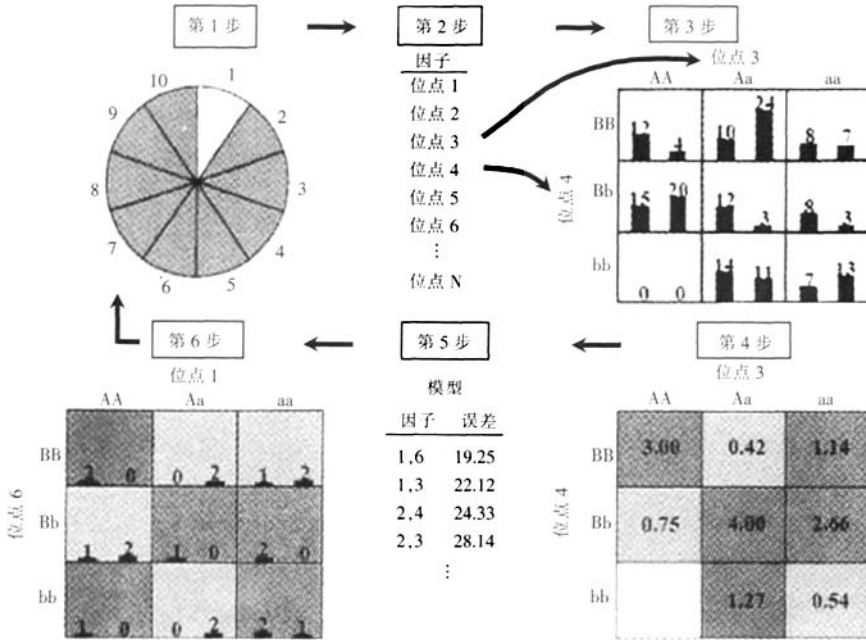 第1步
第2步
第3步
10 1
9 2
8 3
7 4
6 5
因子
位点 1
位点 2
位点 3
位点 4
位点 5
位点 6
⋮
位点 N
位点 3
AA Aa aa
位点 4
BB 12 4 10 24 8 7
Bb 15 20 12 3 8 3
bb 0 0 14 11 7 13
第6步
第5步
第4步
位点 1
AA Aa aa
位点 6
BB 2 0 0 2 1 2
Bb 1 2 1 0 2 0
bb 1 0 0 2 2 1
模型
因子 误差
1,6 19.25
1,3 22.12
2,4 24.33
2,3 28.14
⋮
位点 3
AA Aa aa
位点 4
BB 3.00 0.42 1.14
Bb 0.75 4.00 2.66
bb 1.27 0.54